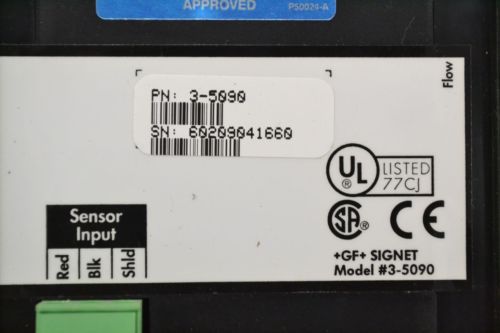 APPROVED
P50024-A
Flow
PN: 3-5090
SN: 60209041660
UL
®
LISTED
77CJ
SA
®
CE
+GF+ SIGNET
Model #3-5090
Sensor
Input
Red
Blk
Shld